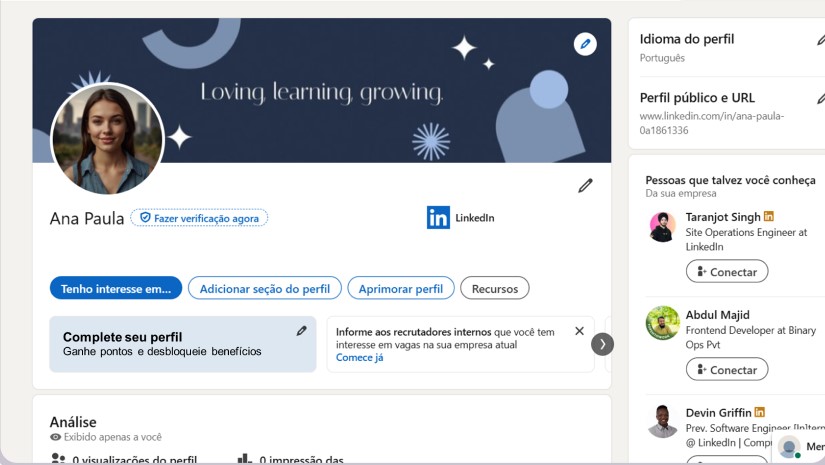 Loving, learning, growing.
Ana Paula
Fazer verificação agora
in LinkedIn
Tenho interesse em...
Adicionar seção do perfil
Aprimorar perfil
Recursos
Complete seu perfil
Ganhe pontos e desbloqueie benefícios
Informe aos recrutadores internos que você tem
interesse em vagas na sua empresa atual
Comece já
Análise
Exibido apenas a você
0 visualizações do perfil
0 impressão das
Idioma do perfil
Português
Perfil público e URL
www.linkedin.com/in/ana-paula-
0a1861336
Pessoas que talvez você conheça
Da sua empresa
Taranjot Singh in
Site Operations Engineer at
LinkedIn
Conectar
Abdul Majid
Frontend Developer at Binary
Ops Pvt
Conectar
Devin Griffin in
Prev. Software Engineer
@ LinkedIn |